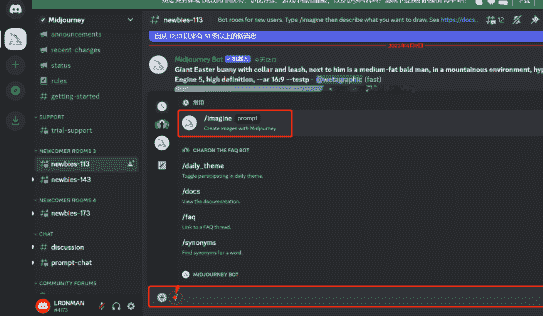 Midjourney
announcements
recent changes
status
rules
getting-started
SUPPORT
trial-support
NEWCOMER ROOMS 3
newbies-113
newbies-143
NEWCOMER ROOMS 4
newbies-173
CHAT
discussion
prompt-chat
COMMUNITY FORUMS
LRONMAN
newbies-113
Bot room for new users. Type /imagine then describe what you want to draw. See https://docs.
12
Midjourney Bot
Giant Easter bunny with collar and leash, next to him is a medium-fat bald man, in a mountainous environment, hyp
Engine 5, high definition, --ar 16:9 --testp - @wetagraphic (fast)
/imagine prompt
Create images with Midjourney
CHARON THE FAQ BOT
/daily_theme
Toggle participating in daily_theme.
/docs
View the documentation.
/faq
Link to a FAQ thread.
/synonyms
Find synonyms for a word.
MIDJOURNEY BOT
/